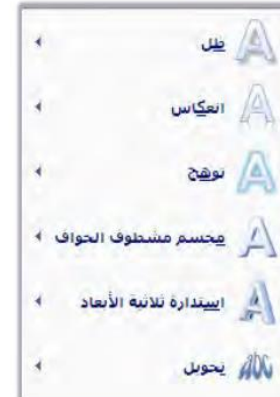 ظل
انعكاس
توهج
مجسم مشطوف الحواف
استدارة ثلاثية الأبعاد
تحويل